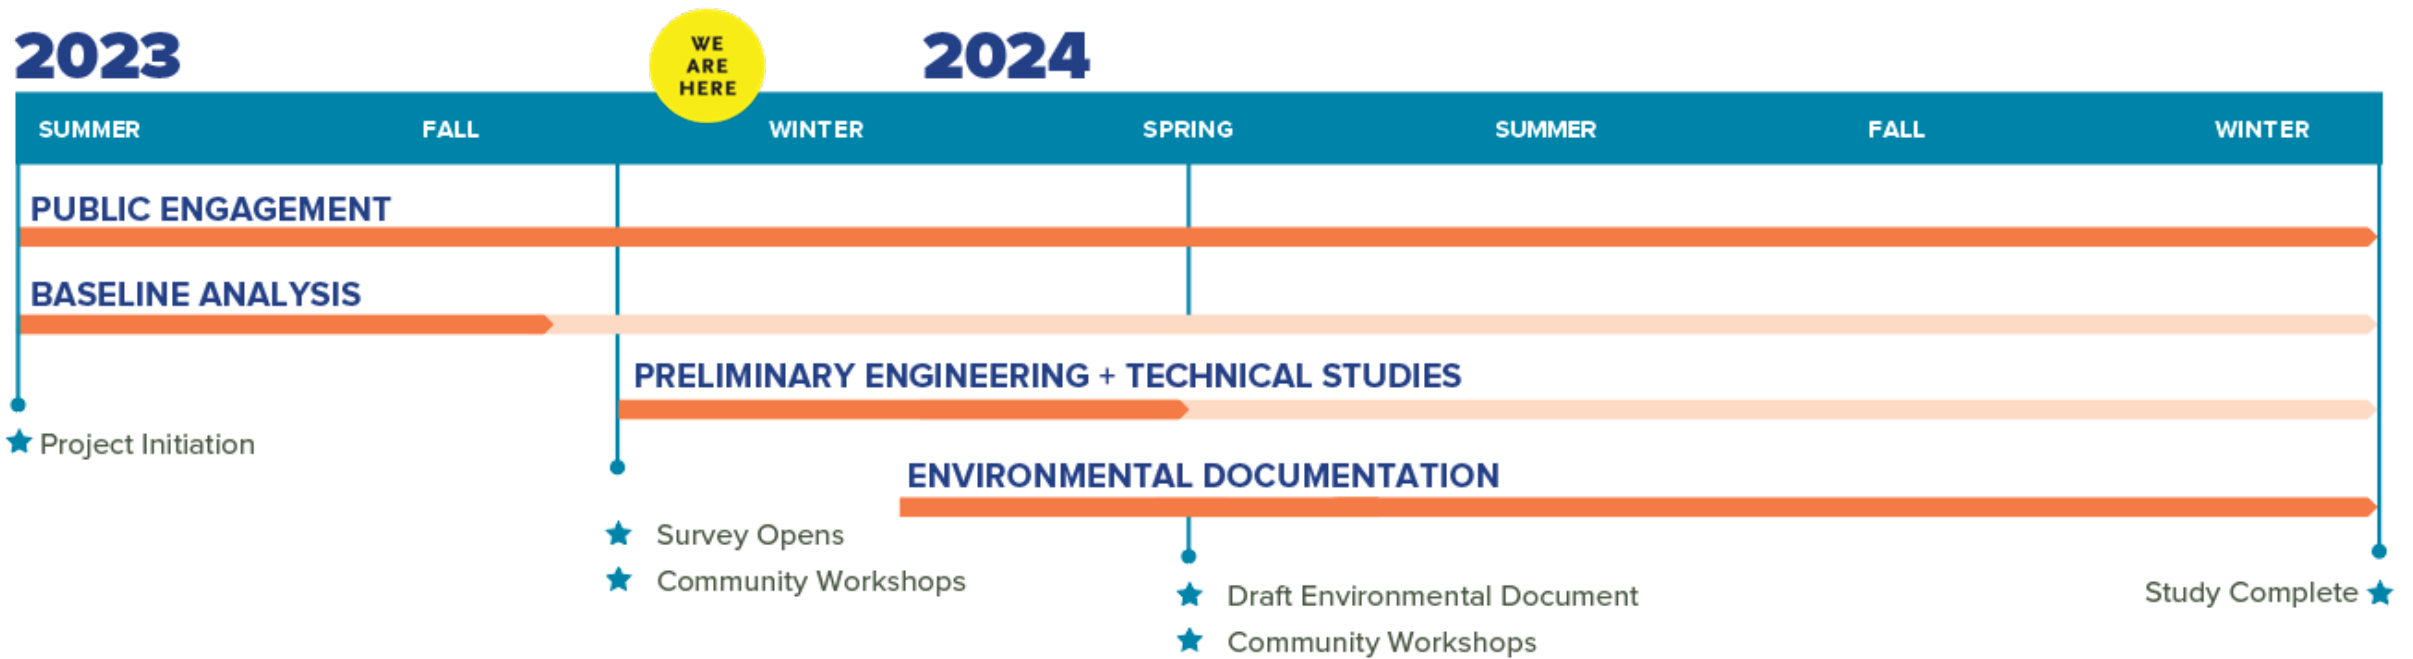 2023
WE
ARE
HERE
2024
SUMMER
FALL
WINTER
SPRING
SUMMER
FALL
WINTER
PUBLIC ENGAGEMENT
BASELINE ANALYSIS
PRELIMINARY ENGINEERING + TECHNICAL STUDIES
Project Initiation
ENVIRONMENTAL DOCUMENTATION
Survey Opens
Community Workshops
Draft Environmental Document
Community Workshops
Study Complete